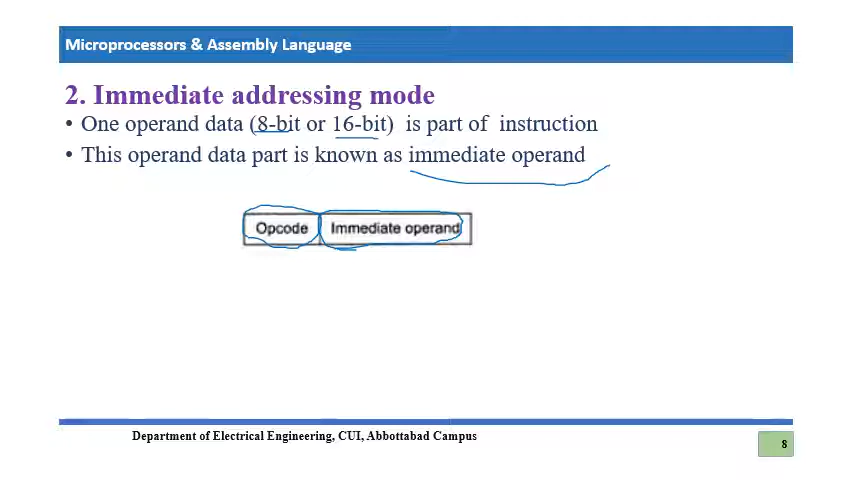 Microprocessors & Assembly Language
2. Immediate addressing mode
• One operand data (8-bit or 16-bit) is part of instruction
• This operand data part is known as immediate operand
Opcode Immediate operand
Department of Electrical Engineering, CUI, Abbottabad Campus
8